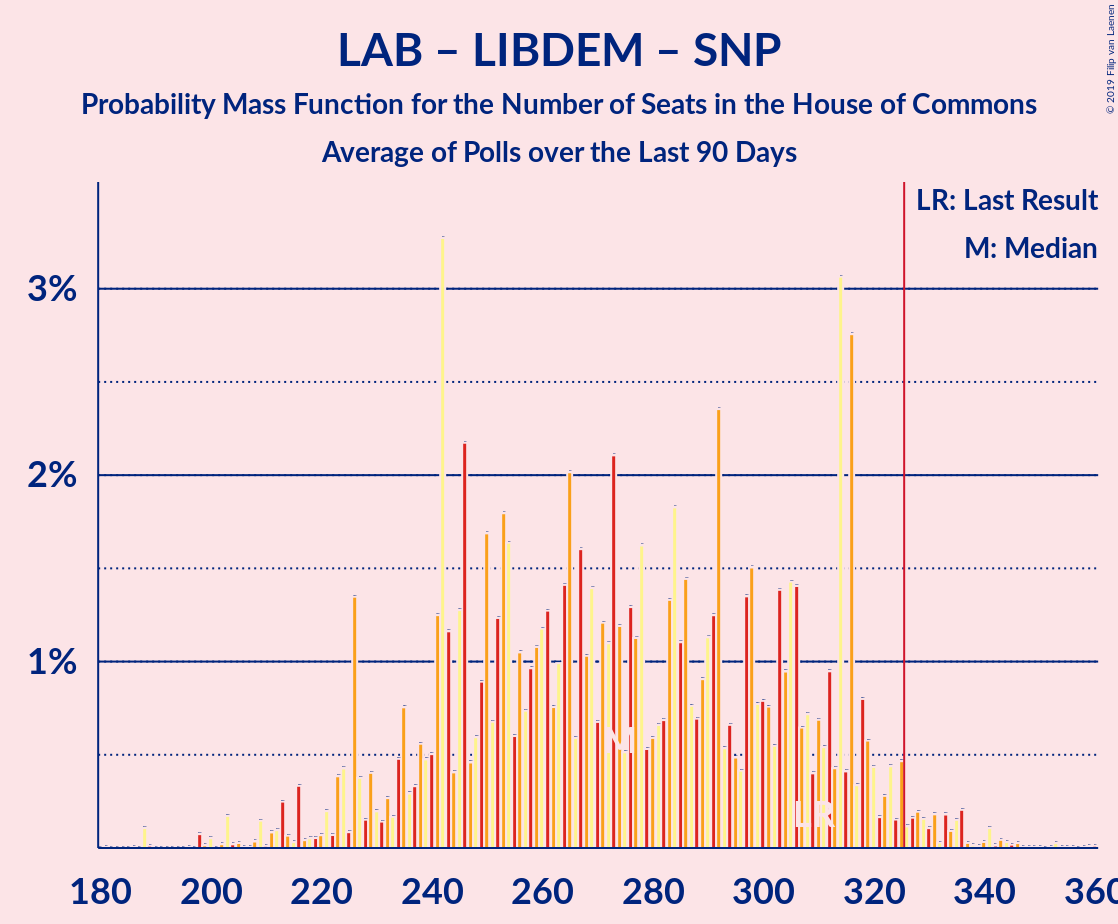 LAB – LIBDEM – SNP
Probability Mass Function for the Number of Seats in the House of Commons
Average of Polls over the Last 90 Days
© 2019 Filip van Laenen
LR: Last Result
M: Median
3%
2%
1%
M
LR
180 200 220 240 260 280 300 320 340 360